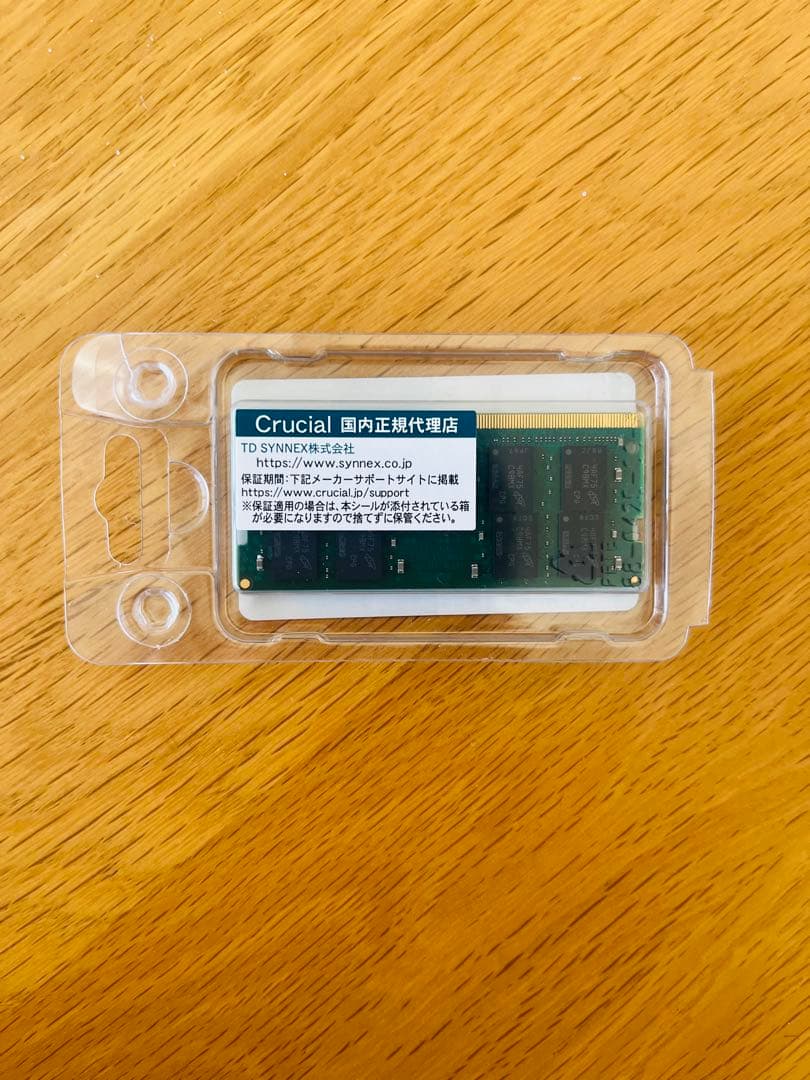 Crucial 国内正規代理店
TD SYNNEX株式会社
https://www.synnex.co.jp
保証期間:下記メーカーサポートサイトに掲載
https://www.crucial.jp/support
※保証適用の場合は、本シールが添付されている箱
が必要になりますので捨てずに保管ください。